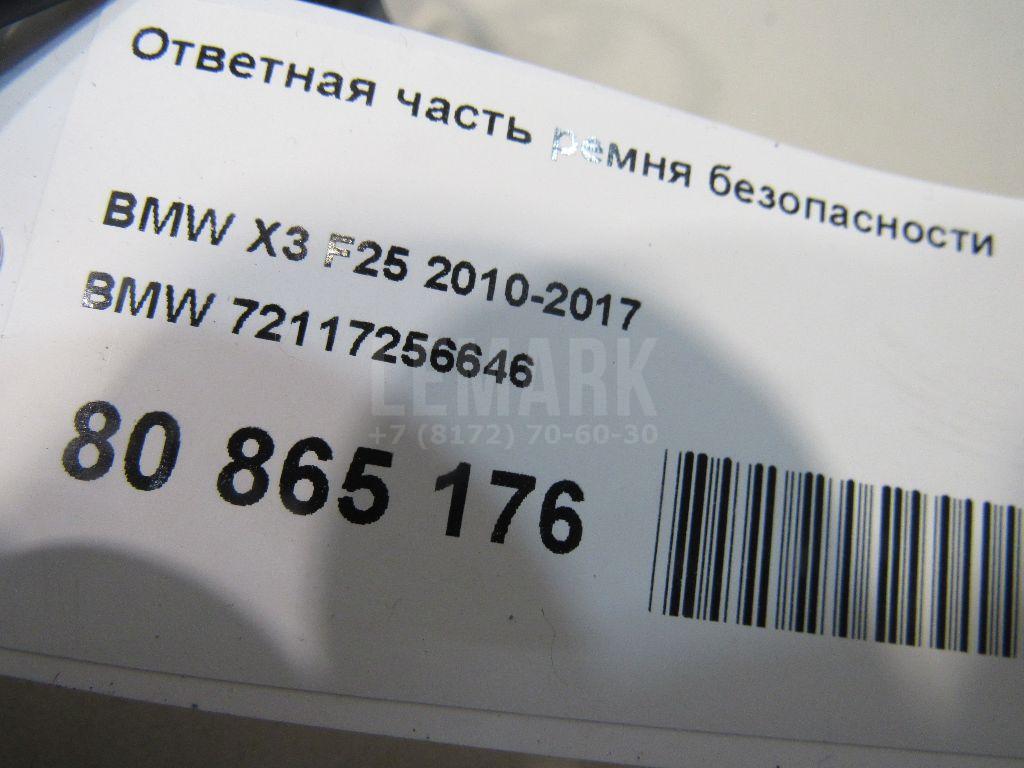 Ответная часть ремня безопасности
BMW X3 F25 2010-2017
BMW 72117256646
LEMARK
+7 (8172) 70-60-30
80 865 176